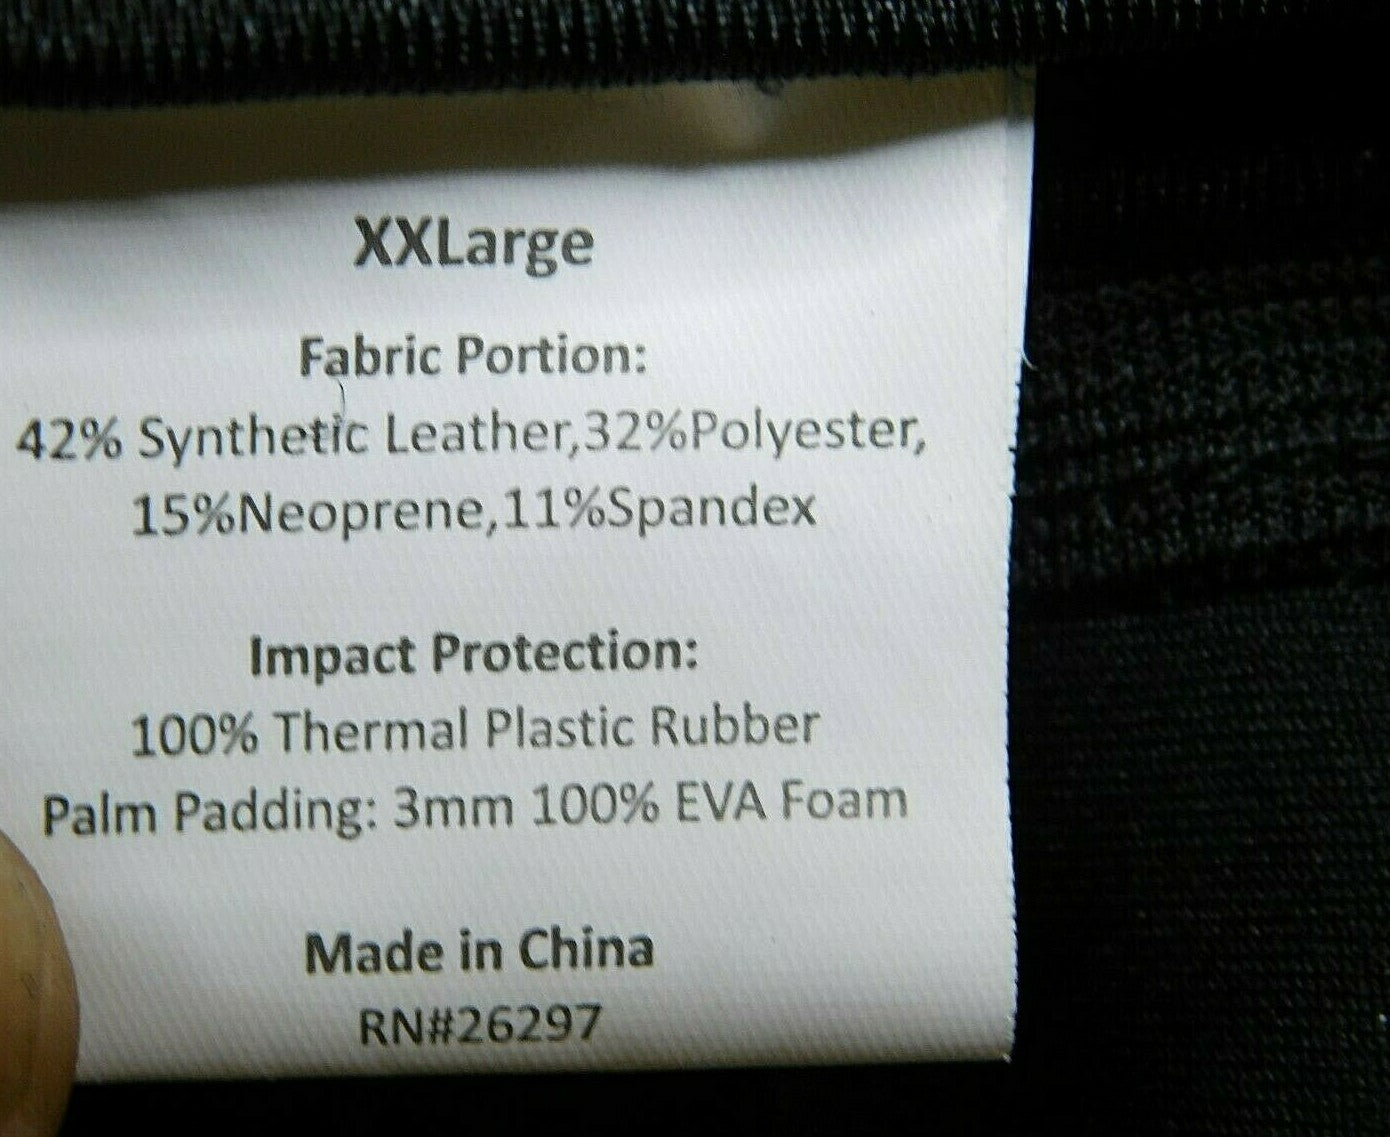 XXLarge
Fabric Portion:
42% Synthetic Leather,32%Polyester,
15%Neoprene,11%Spandex
Impact Protection:
100% Thermal Plastic Rubber
Palm Padding: 3mm 100% EVA Foam
Made in China
RN#26297